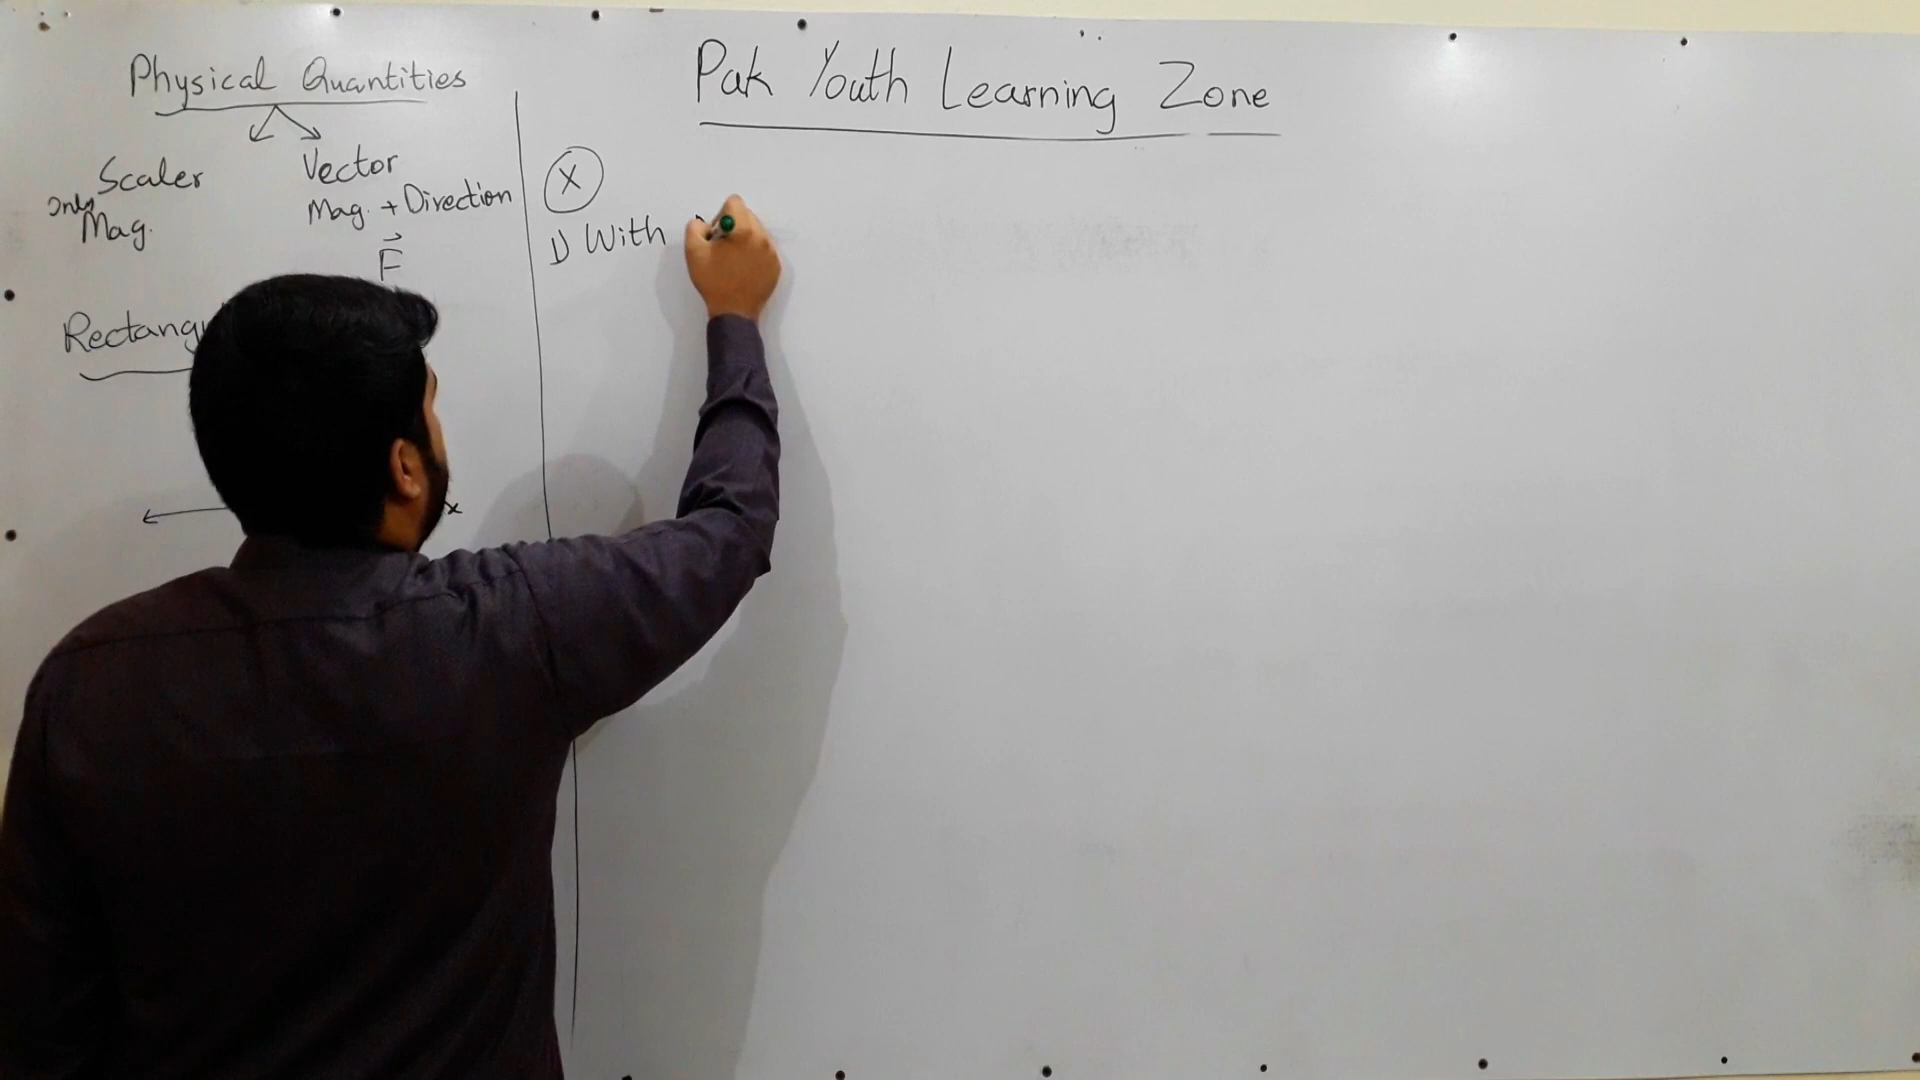 Pak Youth Learning Zone
Physical Quantities
Scaler
Only
Mag.
Vector
Mag. + Direction
F
x
X
1) With